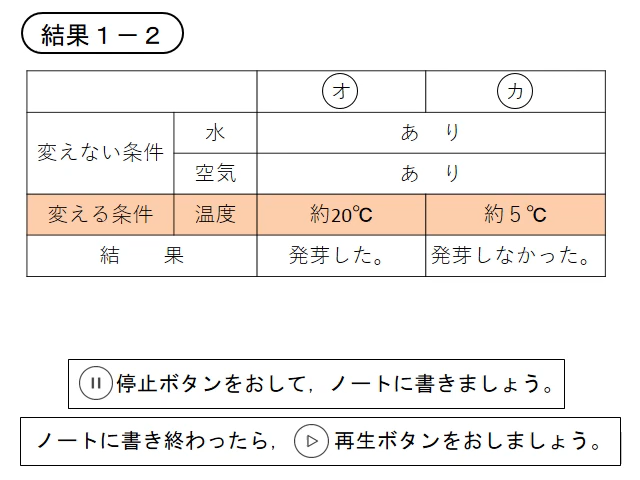 結果１－２
オ カ
変えない条件 水 あ り
空気 あ り
変える条件 温度 約20℃ 約５℃
結 果 発芽した。 発芽しなかった。
停止ボタンをおして，ノートに書きましょう。
ノートに書き終わったら， 再生ボタンをおしましょう。